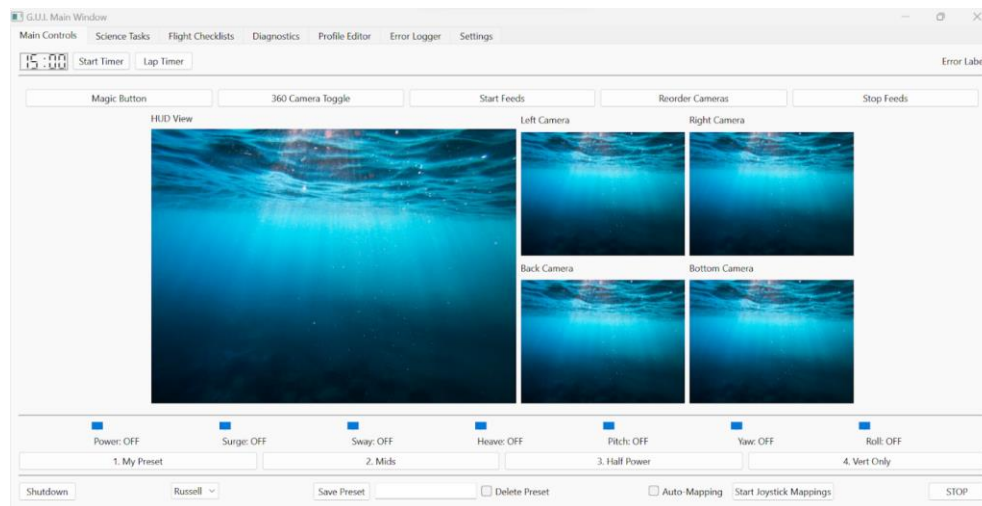 G.U.I. Main Window
Main Controls Science Tasks Flight Checklists Diagnostics Profile Editor Error Logger Settings
15:00 Start Timer Lap Timer Error Labe
Magic Button 360 Camera Toggle Start Feeds Reorder Cameras Stop Feeds
HUD View Left Camera Right Camera
Back Camera Bottom Camera
Power: OFF Surge: OFF Sway: OFF Heave: OFF Pitch: OFF Yaw: OFF Roll: OFF
1. My Preset 2. Mids 3. Half Power 4. Vert Only
Shutdown Russell Save Preset Delete Preset Auto-Mapping Start Joystick Mappings STOP